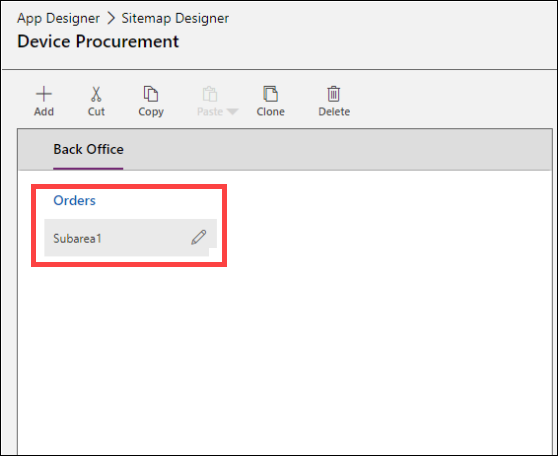 App Designer > Sitemap Designer
Device Procurement
Add Cut Copy Paste Clone Delete
Back Office
Orders
Subarea1